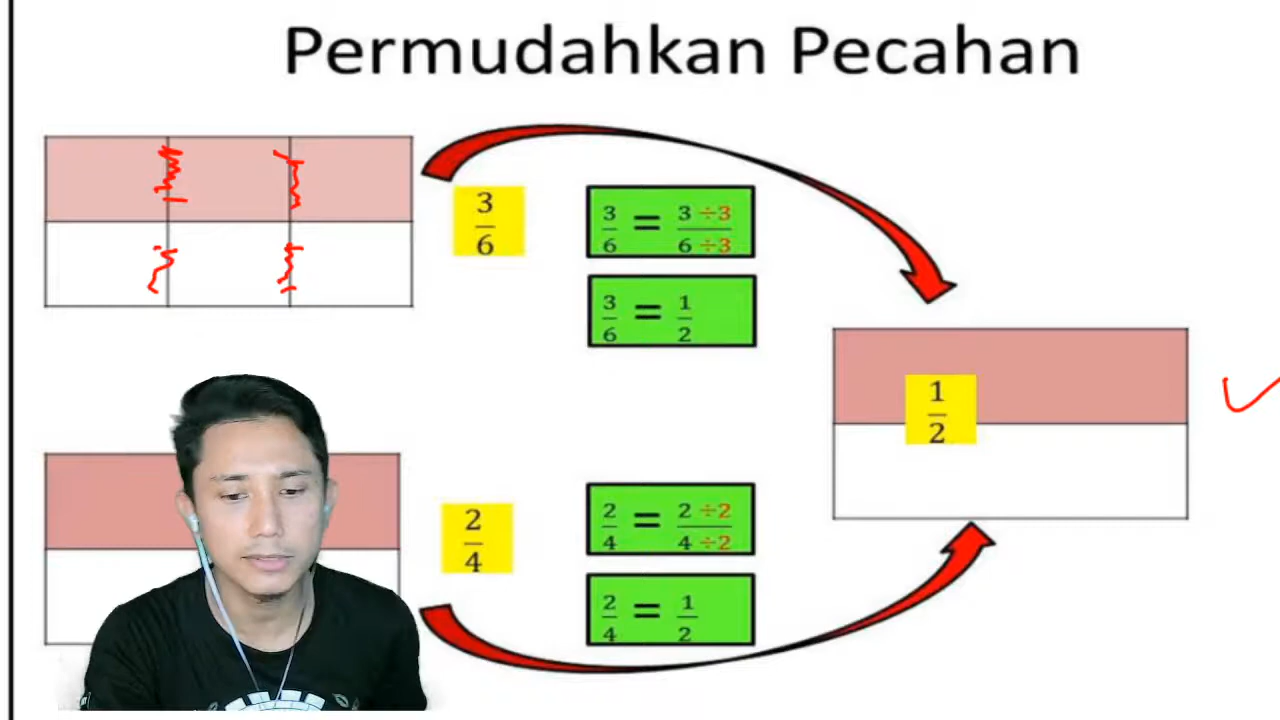 Permudahkan Pecahan
3/6
3/6 = 3 ÷3/6 ÷3
3/6 = 1/2
1/2
2/4
2/4 = 2 ÷2/4 ÷2
2/4 = 1/2